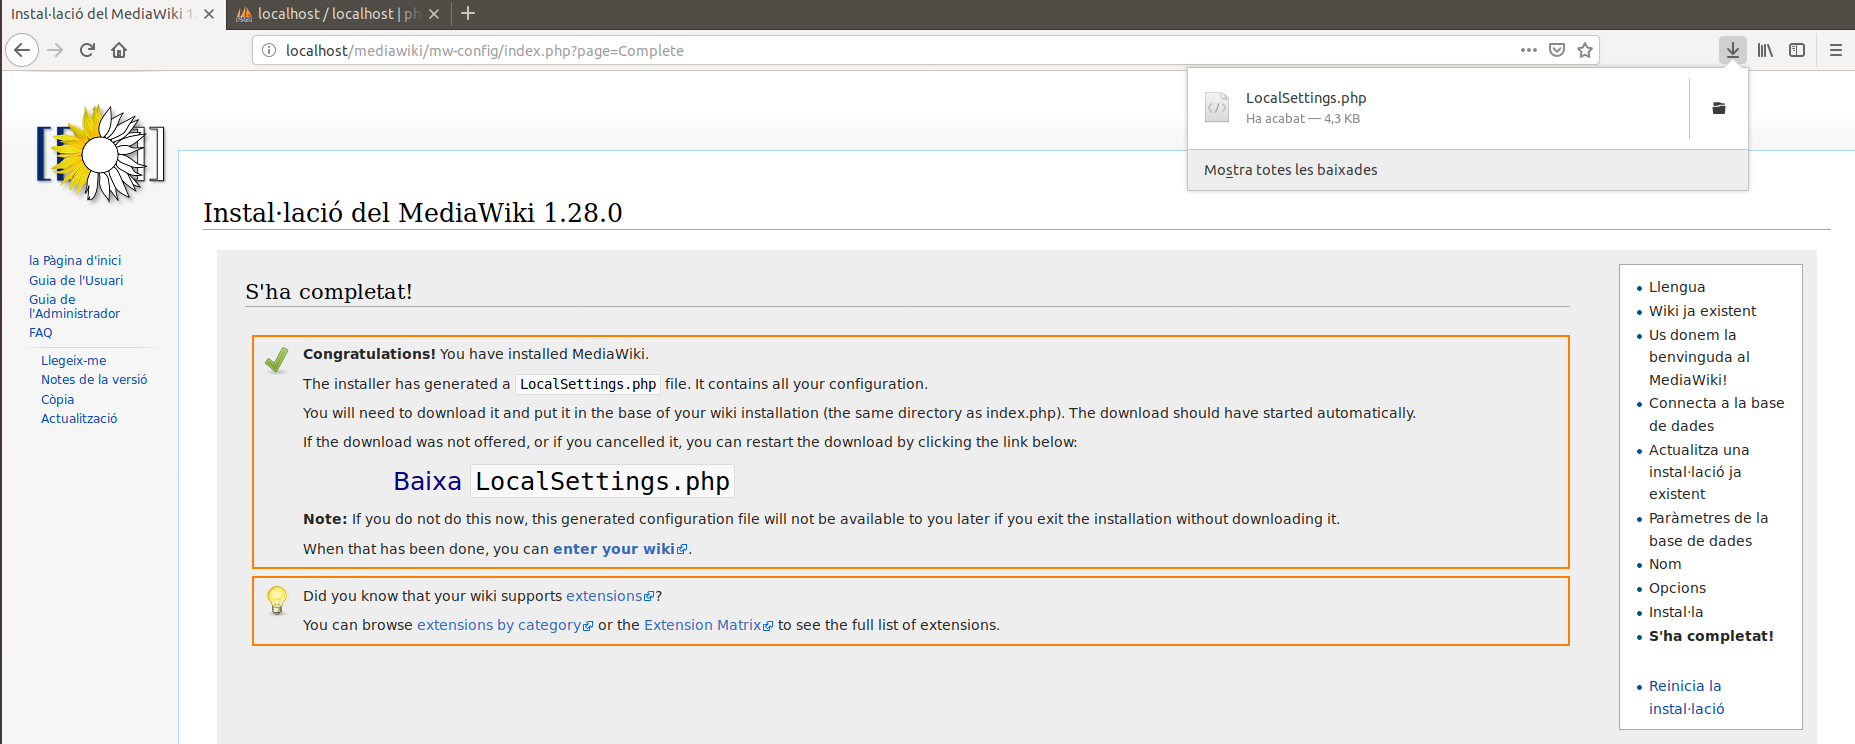 Instal·lació del MediaWiki 1.
localhost / localhost | ph
localhost/mediawiki/mw-config/index.php?page=Complete
LocalSettings.php
Ha acabat — 4,3 KB
Mostra totes les baixades
la Pàgina d'inici
Guia de l'Usuari
Guia de
l'Administrador
FAQ
Llegeix-me
Notes de la versió
Còpia
Actualització
Instal·lació del MediaWiki 1.28.0
S'ha completat!
Congratulations! You have installed MediaWiki.
The installer has generated a LocalSettings.php file. It contains all your configuration.
You will need to download it and put it in the base of your wiki installation (the same directory as index.php). The download should have started automatically.
If the download was not offered, or if you cancelled it, you can restart the download by clicking the link below:
Baixa LocalSettings.php
Note: If you do not do this now, this generated configuration file will not be available to you later if you exit the installation without downloading it.
When that has been done, you can enter your wiki.
Did you know that your wiki supports extensions?
You can browse extensions by category or the Extension Matrix to see the full list of extensions.
Llengua
Wiki ja existent
Us donem la
benvinguda al
MediaWiki!
Connecta a la base
de dades
Actualitza una
instal·lació ja
existent
Paràmetres de la
base de dades
Nom
Opcions
Instal·la
S'ha completat!
Reinicia la
instal·lació